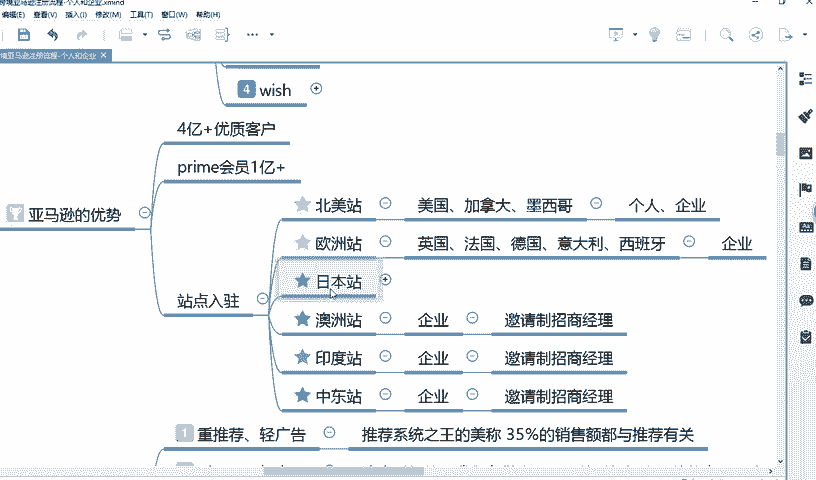 境亚马逊注册流程-个人和企业.xmind
编辑(E) 查看(V) 插入(I) 修改(M) 工具(T) 窗口(W) 帮助(H)
境亚马逊注册流程-个人和企业
4 wish
4亿+优质客户
prime会员1亿+
亚马逊的优势
北美站 美国、加拿大、墨西哥 个人、企业
欧洲站 英国、法国、德国、意大利、西班牙 企业
日本站
站点入驻
澳洲站 企业 邀请制招商经理
印度站 企业 邀请制招商经理
中东站 企业 邀请制招商经理
1 重推荐、轻广告 推荐系统之王的美称 35%的销售额都与推荐有关